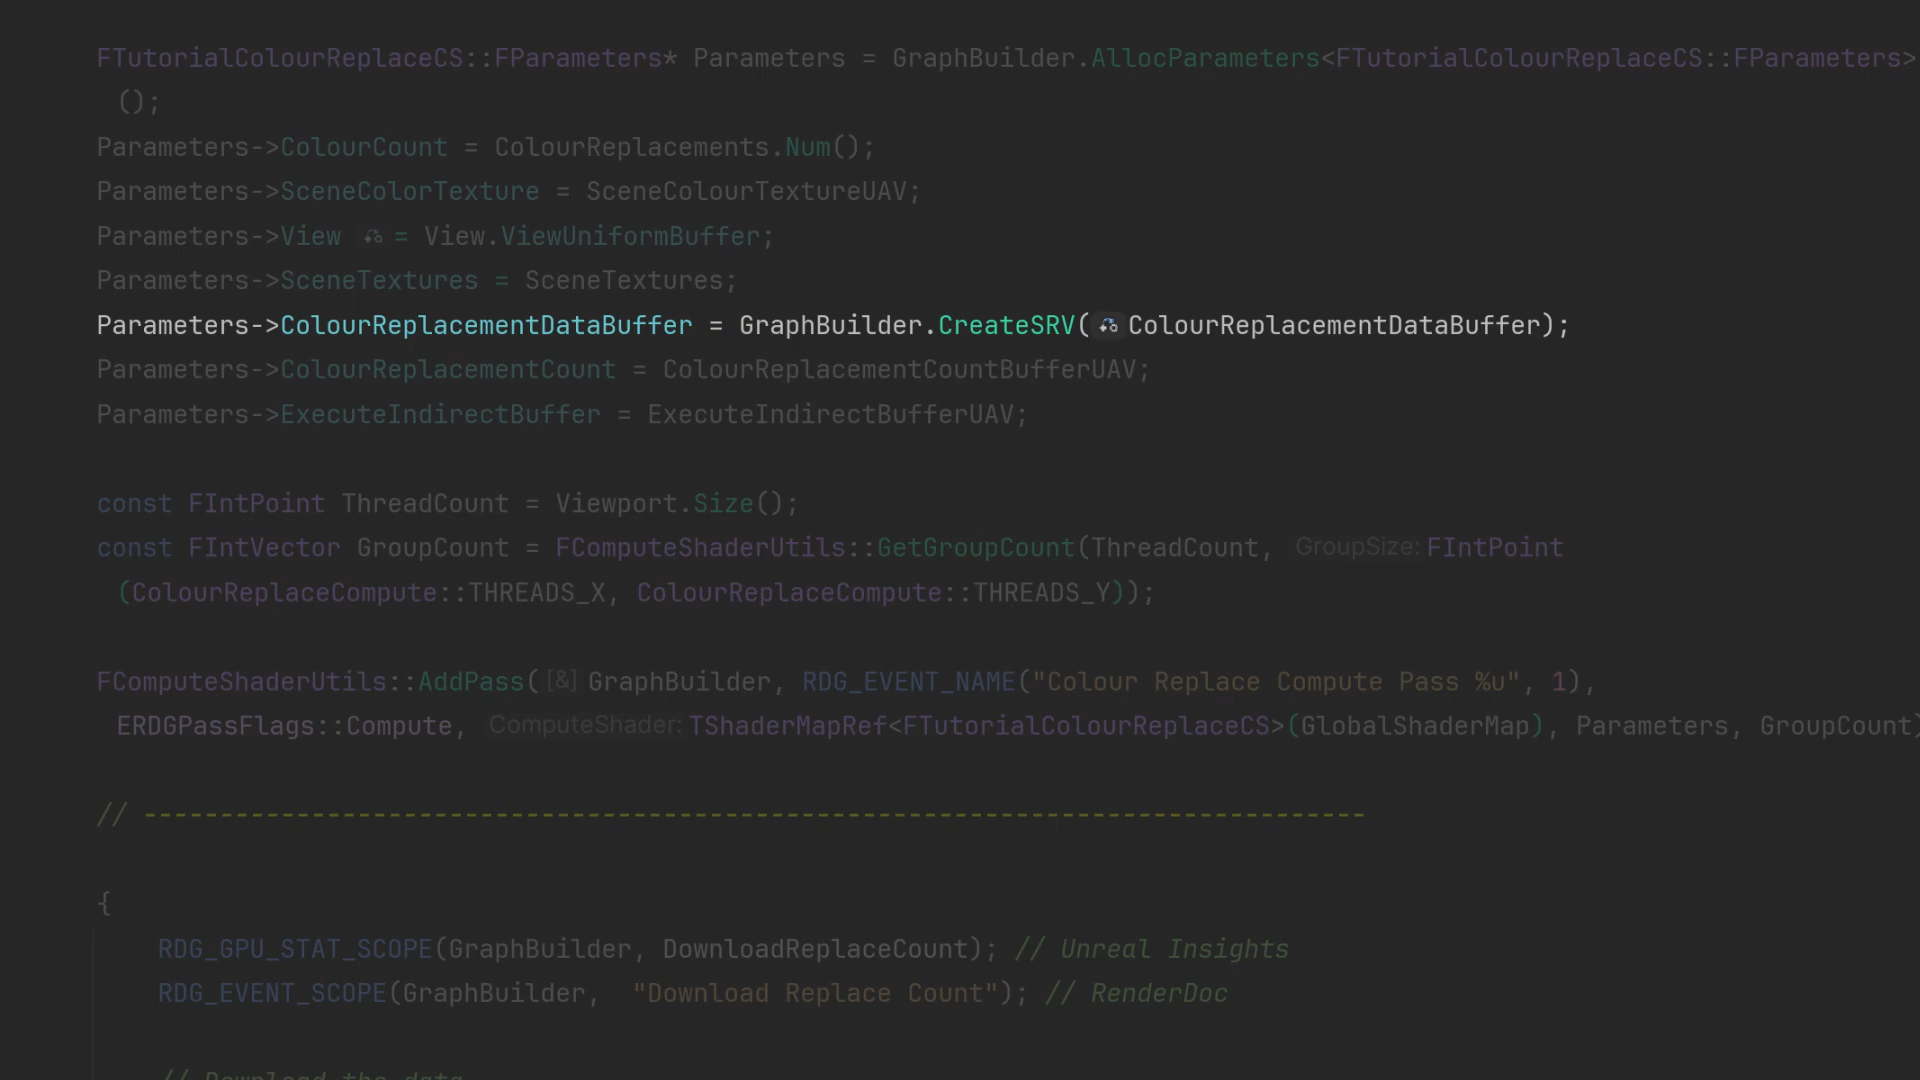 FTutorialColourReplaceCS::FParameters* Parameters = GraphBuilder.AllocParameters<FTutorialColourReplaceCS::FParameters>
();
Parameters->ColourCount = ColourReplacements.Num();
Parameters->SceneColorTexture = SceneColourTextureUAV;
Parameters->View = View.ViewUniformBuffer;
Parameters->SceneTextures = SceneTextures;
Parameters->ColourReplacementDataBuffer = GraphBuilder.CreateSRV(ColourReplacementDataBuffer);
Parameters->ColourReplacementCount = ColourReplacementCountBufferUAV;
Parameters->ExecuteIndirectBuffer = ExecuteIndirectBufferUAV;
const FIntPoint ThreadCount = Viewport.Size();
const FIntVector GroupCount = FComputeShaderUtils::GetGroupCount(ThreadCount, GroupSize: FIntPoint
(ColourReplaceCompute::THREADS_X, ColourReplaceCompute::THREADS_Y));
FComputeShaderUtils::AddPass([&] GraphBuilder, RDG_EVENT_NAME("Colour Replace Compute Pass %u", 1),
ERDGPassFlags::Compute, ComputeShader: TShaderMapRef<FTutorialColourReplaceCS>(GlobalShaderMap), Parameters, GroupCount)
// --------------------------------------------------------------------------------
{
RDG_GPU_STAT_SCOPE(GraphBuilder, DownloadReplaceCount); // Unreal Insights
RDG_EVENT_SCOPE(GraphBuilder, "Download Replace Count"); // RenderDoc
// Download the data